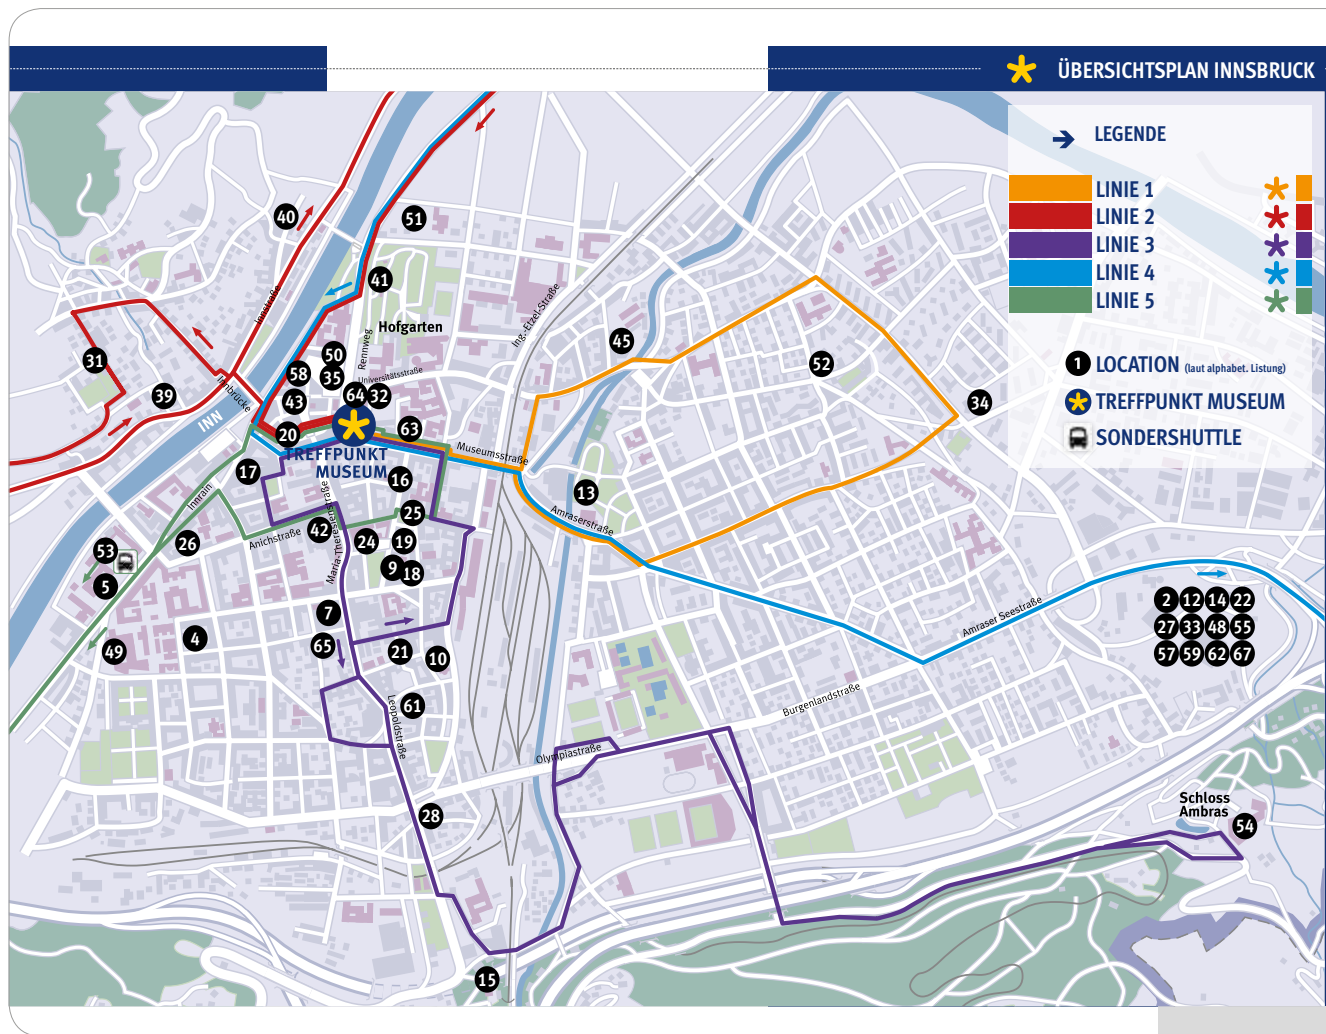 ÜBERSICHTSPLAN INNSBRUCK
LEGENDE
LINIE 1
LINIE 2
LINIE 3
LINIE 4
LINIE 5
1 LOCATION (laut alphabet. Listung)
TREFFPUNKT MUSEUM
SONDERSHUTTLE
40
51
41
Innstraße
Hofgarten
Rennweg
Ing.-Etzel-Straße
45
50
58
35
Universitätsstraße
52
31
39
Innbrücke
43
64
32
34
INN
20
63
TREFFPUNKT
MUSEUM
Museumsstraße
17
16
13
Innrain
Maria-Theresienstraße
25
Amraserstraße
42
Anichstraße
26
24
19
53
9
18
5
2 12 14 22
27 33 48 55
57 59 62 67
Amraser Seestraße
7
4
65
49
21
10
61
Leopoldstraße
Burgenlandstraße
Olympiastraße
28
Schloss
Ambras
54
15